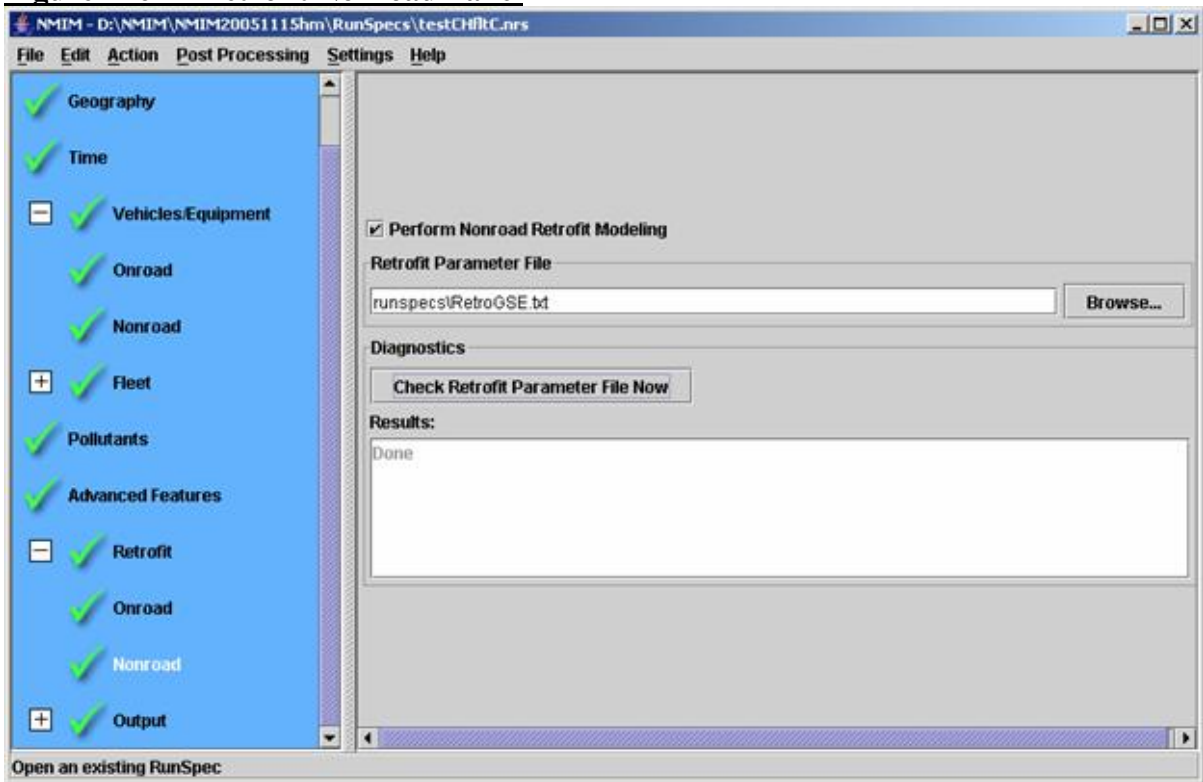 NMIM - D:\NMIM\NMIM20051115hm\RunSpecs\testCHfltC.nrs
File Edit Action Post Processing Settings Help
Geography
Time
Vehicles/Equipment
Onroad
Nonroad
Fleet
Pollutants
Advanced Features
Retrofit
Onroad
Nonroad
Output
Perform Nonroad Retrofit Modeling
Retrofit Parameter File
runspecs\RetroGSE.txt
Browse...
Diagnostics
Check Retrofit Parameter File Now
Results:
Done
Open an existing RunSpec